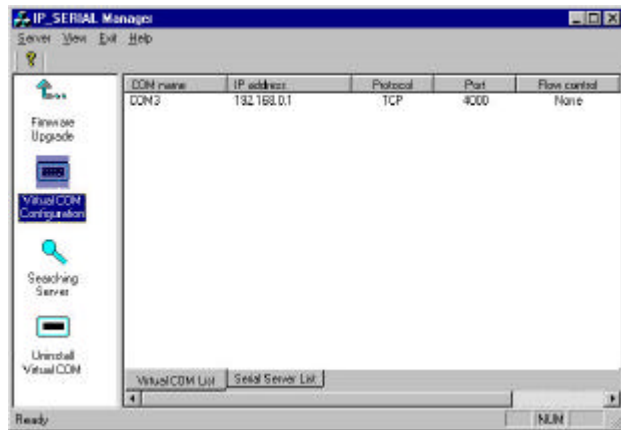 IP_SERIAL Manager
Server View Exit Help
Firmware
Upgrade
Virtual COM
Configuration
Searching
Server
Uninstall
Virtual COM
COM name IP address Protocol Port Flow control
COM3 192.168.0.1 TCP 4000 None
Virtual COM List Serial Server List
Ready NUM